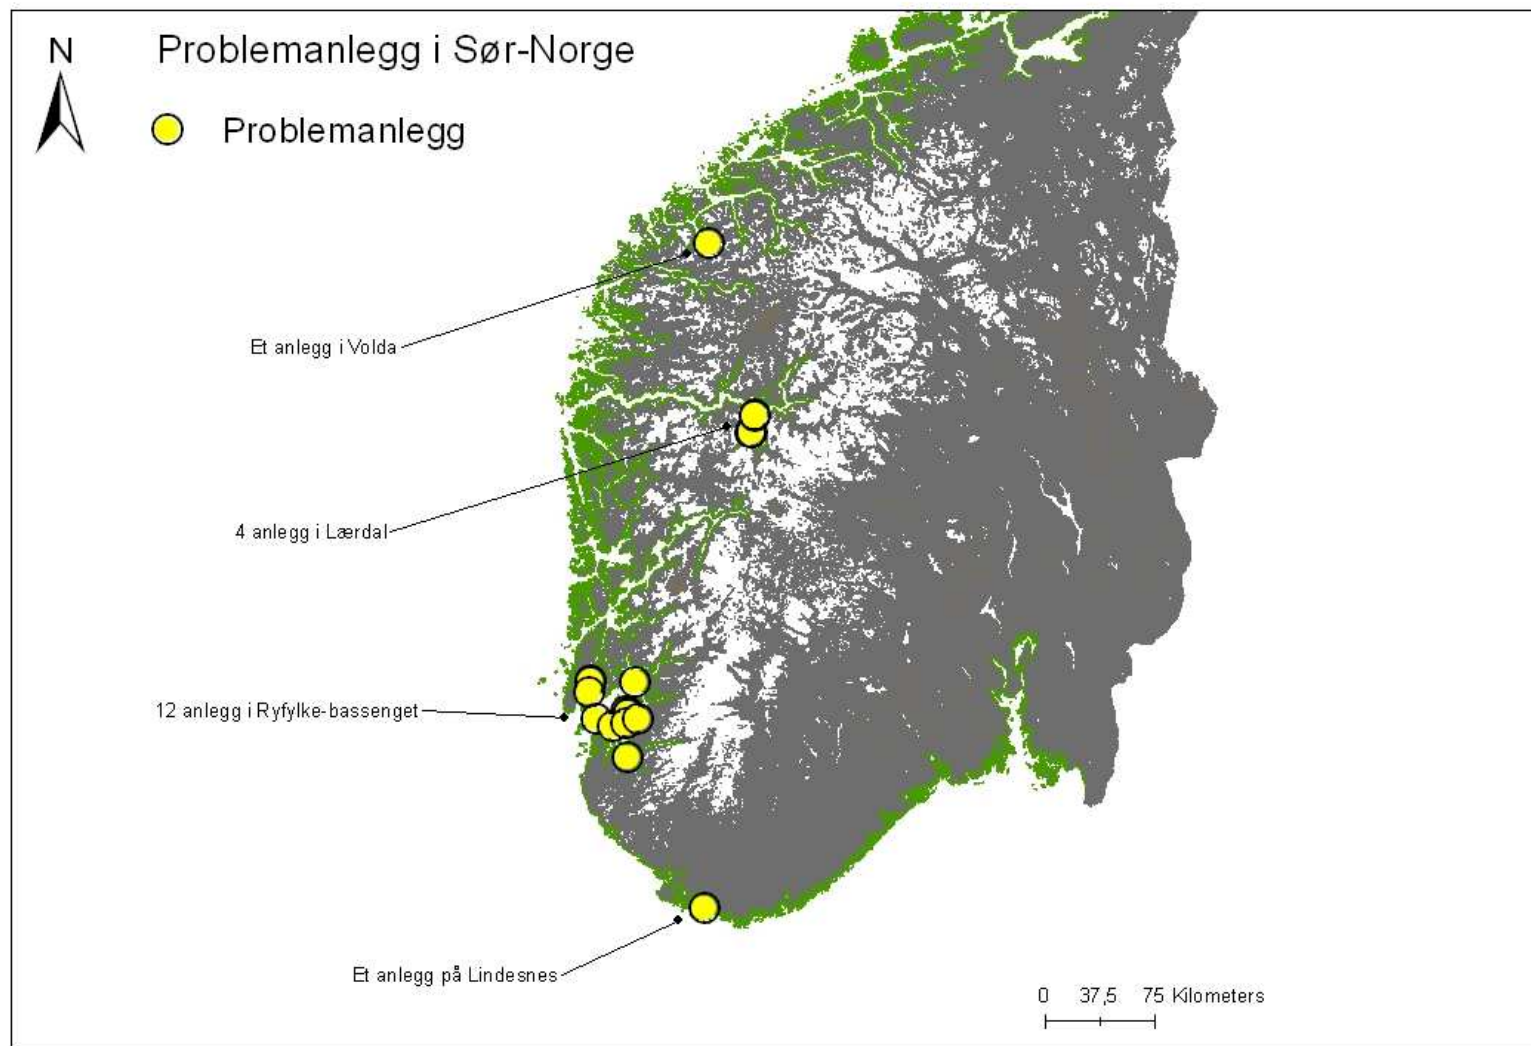 N
Problemanlegg i Sør-Norge
Problemanlegg
Et anlegg i Volda
4 anlegg i Lærdal
12 anlegg i Ryfylke-bassenget
Et anlegg på Lindesnes
0 37,5 75 Kilometers